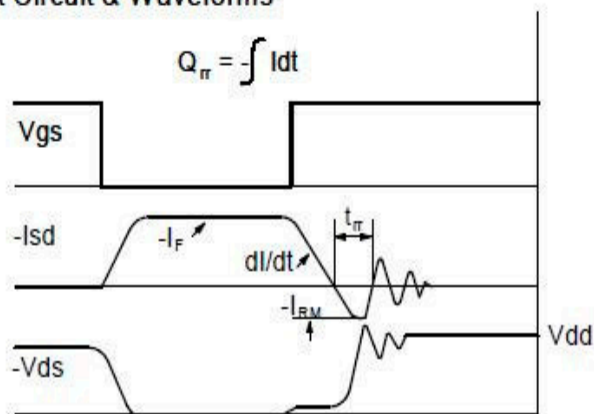 t Circuit & Waveforms
Qrr = -∫ Idt
Vgs
-Isd
-IF
dI/dt
trr
-IRM
Vdd
-Vds